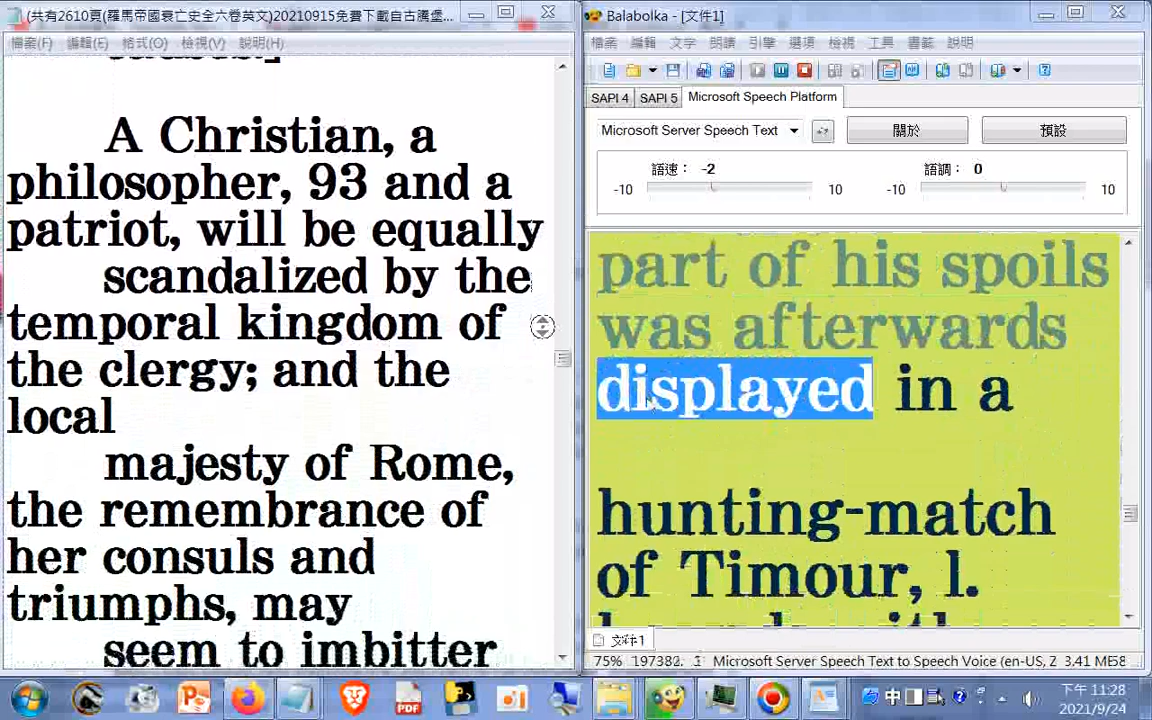 (共有2610頁(羅馬帝國衰亡史全六卷英文)20210915免費下載自古騰堡...
檔案(F) 編輯(E) 格式(O) 檢視(V) 說明(H)
A Christian, a
philosopher, 93 and a
patriot, will be equally
scandalized by the
temporal kingdom of
the clergy; and the
local
majesty of Rome,
the remembrance of
her consuls and
triumphs, may
seem to imbitter
Balabolka - [文件1]
檔案 編輯 文字 朗讀 引擎 選項 檢視 工具 書籤 說明
SAPI 4 SAPI 5 Microsoft Speech Platform
Microsoft Server Speech Text 關於 預設
語速： -2 語調： 0
-10 10 -10 10
part of his spoils
was afterwards
displayed in a
hunting-match
of Timour, l.
文件1
75% 197382. 1 Microsoft Server Speech Text to Speech Voice (en-US, Z 3.41 ME58
PDF 中 下午 11:28
2021/9/24